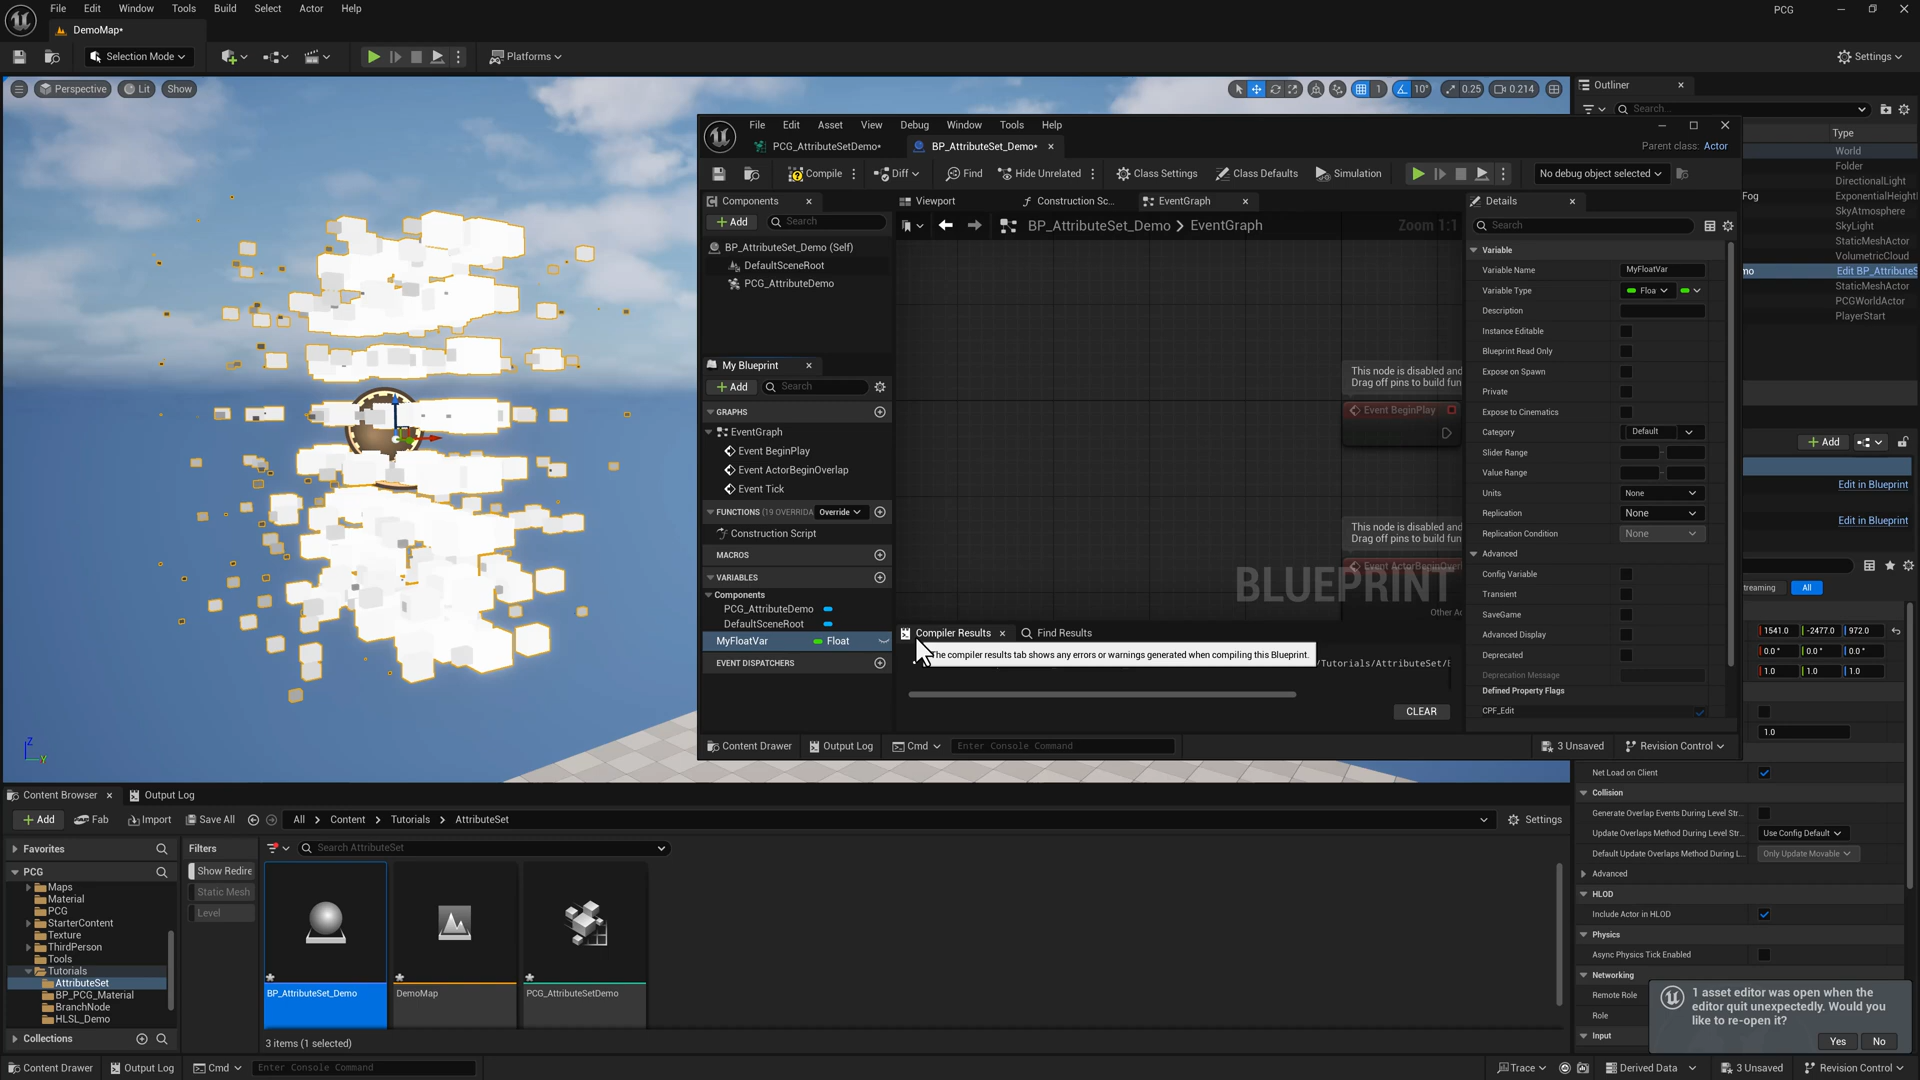 File Edit Window Tools Build Select Actor Help
PCG
DemoMap*
Selection Mode
Platforms
Settings
Perspective
Lit
Show
1
10°
0.25
0.214
Outliner
Search...
Type
World
Folder
DirectionalLight
Fog
ExponentialHeight
SkyAtmosphere
SkyLight
StaticMeshActor
VolumetricCloud
mo
Edit BP_AttributeS
StaticMeshActor
PCGWorldActor
PlayerStart
File Edit Asset View Debug Window Tools Help
PCG_AttributeSetDemo*
BP_AttributeSet_Demo*
Parent class: Actor
Compile
Diff
Find
Hide Unrelated
Class Settings
Class Defaults
Simulation
No debug object selected
Components
Add
Search
BP_AttributeSet_Demo (Self)
DefaultSceneRoot
PCG_AttributeDemo
My Blueprint
Add
Search
GRAPHS
EventGraph
Event BeginPlay
Event ActorBeginOverlap
Event Tick
FUNCTIONS (19 OVERRIDA
Override
Construction Script
MACROS
VARIABLES
Components
PCG_AttributeDemo
DefaultSceneRoot
MyFloatVar
Float
EVENT DISPATCHERS
Viewport
Construction Sc...
EventGraph
BP_AttributeSet_Demo > EventGraph
Zoom 1:1
This node is disabled and
Drag off pins to build fun
Event BeginPlay
This node is disabled and
Drag off pins to build fun
Event ActorBeginOverl
BLUEPRINT
Other Ac
Compiler Results
Find Results
The compiler results tab shows any errors or warnings generated when compiling this Blueprint.
/Tutorials/AttributeSet/B
CLEAR
Details
Search
Variable
Variable Name
MyFloatVar
Variable Type
Floa
Description
Instance Editable
Blueprint Read Only
Expose on Spawn
Private
Expose to Cinematics
Category
Default
Slider Range
Value Range
Units
None
Replication
None
Replication Condition
None
Advanced
Config Variable
Transient
SaveGame
Advanced Display
Deprecated
Deprecation Message
Defined Property Flags
CPF_Edit
Content Drawer
Output Log
Cmd
Enter Console Command
3 Unsaved
Revision Control
Add
Edit in Blueprint
Edit in Blueprint
treaming
All
1541.0
-2477.0
972.0
0.0 °
0.0 °
0.0 °
1.0
1.0
1.0
1.0
Net Load on Client
Collision
Generate Overlap Events During Level Str...
Update Overlaps Method During Level Str...
Use Config Default
Default Update Overlaps Method During L...
Only Update Movable
Advanced
HLOD
Include Actor in HLOD
Physics
Async Physics Tick Enabled
Networking
Remote Role
Role
Input
1 asset editor was open when the
editor quit unexpectedly. Would you
like to re-open it?
Yes
No
Content Browser
Output Log
Add
Fab
Import
Save All
All > Content > Tutorials > AttributeSet
Settings
Favorites
PCG
Maps
Material
PCG
StarterContent
Texture
ThirdPerson
Tools
Tutorials
AttributeSet
BP_PCG_Material
BranchNode
HLSL_Demo
Collections
Filters
Show Redire
Static Mesh
Level
Search AttributeSet
BP_AttributeSet_Demo
DemoMap
PCG_AttributeSetDemo
3 items (1 selected)
Content Drawer
Output Log
Cmd
Enter Console Command
Trace
Derived Data
3 Unsaved
Revision Control
Z
Y